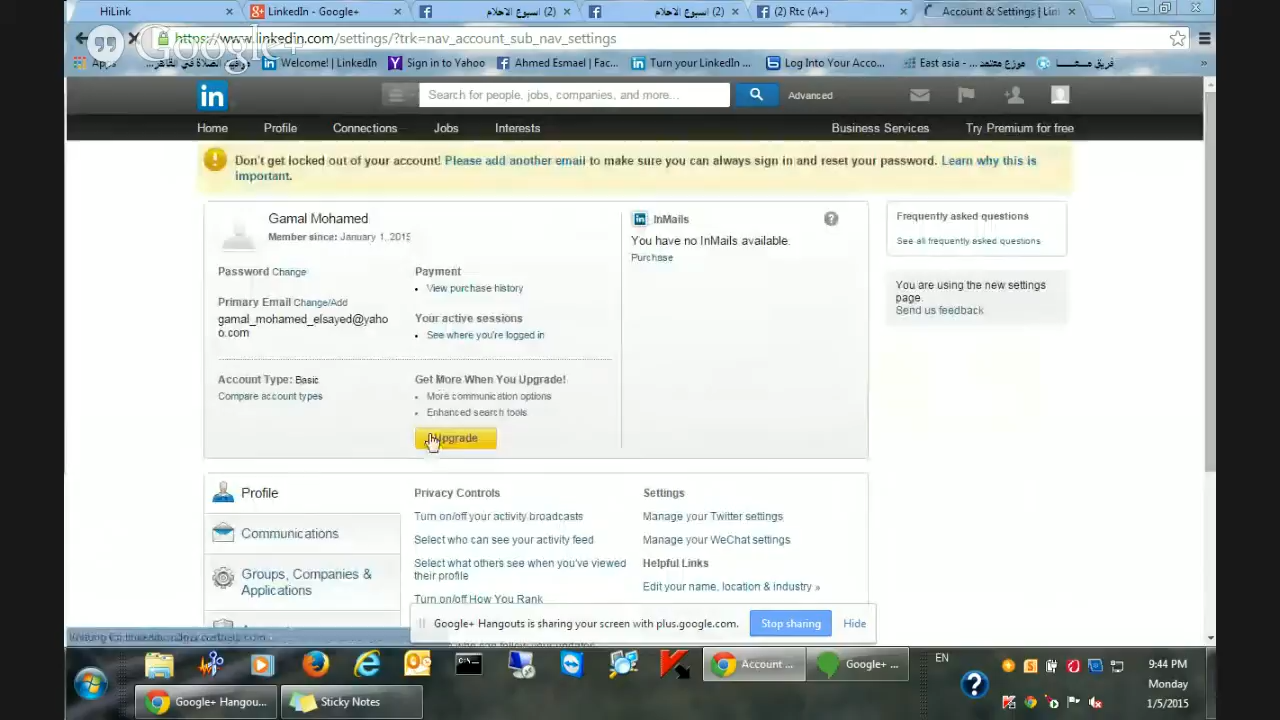 HiLink
LinkedIn - Google+
(2) اسبوع الاحلام
(2) اسبوع الاحلام
(2) Rtc (A+)
Account & Settings | Lin
Google+
https://www.linkedin.com/settings/?trk=nav_account_sub_nav_settings
Apps
Welcome! | LinkedIn
Sign in to Yahoo
Ahmed Esmael | Fac...
Turn your LinkedIn ...
Log Into Your Acco...
East asia - موزع معتمد
in
Search for people, jobs, companies, and more...
Advanced
Home
Profile
Connections
Jobs
Interests
Business Services
Try Premium for free
Don't get locked out of your account! Please add another email to make sure you can always sign in and reset your password. Learn why this is
important.
Gamal Mohamed
Member since: January 1, 2015
Password Change
Primary Email Change/Add
gamal_mohamed_elsayed@yaho
o.com
Payment
View purchase history
Your active sessions
See where you're logged in
Account Type: Basic
Compare account types
Get More When You Upgrade!
More communication options
Enhanced search tools
Upgrade
InMails
You have no InMails available.
Purchase
Frequently asked questions
See all frequently asked questions
You are using the new settings
page.
Send us feedback
Profile
Communications
Groups, Companies &
Applications
Privacy Controls
Turn on/off your activity broadcasts
Select who can see your activity feed
Select what others see when you've viewed
their profile
Turn on/off How You Rank
Settings
Manage your Twitter settings
Manage your WeChat settings
Helpful Links
Edit your name, location & industry »
Google+ Hangouts is sharing your screen with plus.google.com.
Stop sharing
Hide
Account ...
Google+ ...
EN
9:44 PM
Monday
1/5/2015
Google+ Hangou...
Sticky Notes